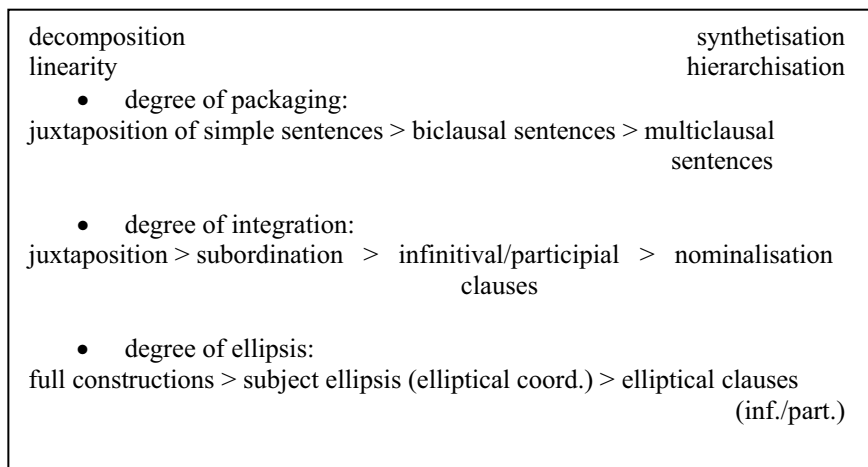 decomposition synthetisation
linearity hierarchisation
• degree of packaging:
juxtaposition of simple sentences > biclausal sentences > multiclausal
sentences
• degree of integration:
juxtaposition > subordination > infinitival/participial > nominalisation
clauses
• degree of ellipsis:
full constructions > subject ellipsis (elliptical coord.) > elliptical clauses
(inf./part.)